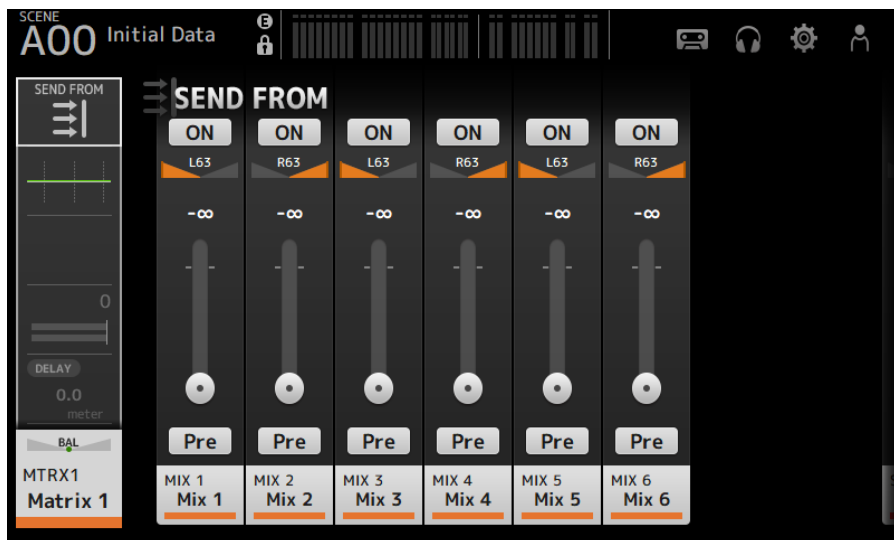 SCENE
A00 Initial Data
E
SEND FROM
SEND FROM
ON ON ON ON ON ON
L63 R63 L63 R63 L63 R63
-∞ -∞ -∞ -∞ -∞ -∞
0
DELAY
0.0
meter
Pre Pre Pre Pre Pre Pre
BAL
MTRX1
Matrix 1
MIX 1 MIX 2 MIX 3 MIX 4 MIX 5 MIX 6
Mix 1 Mix 2 Mix 3 Mix 4 Mix 5 Mix 6